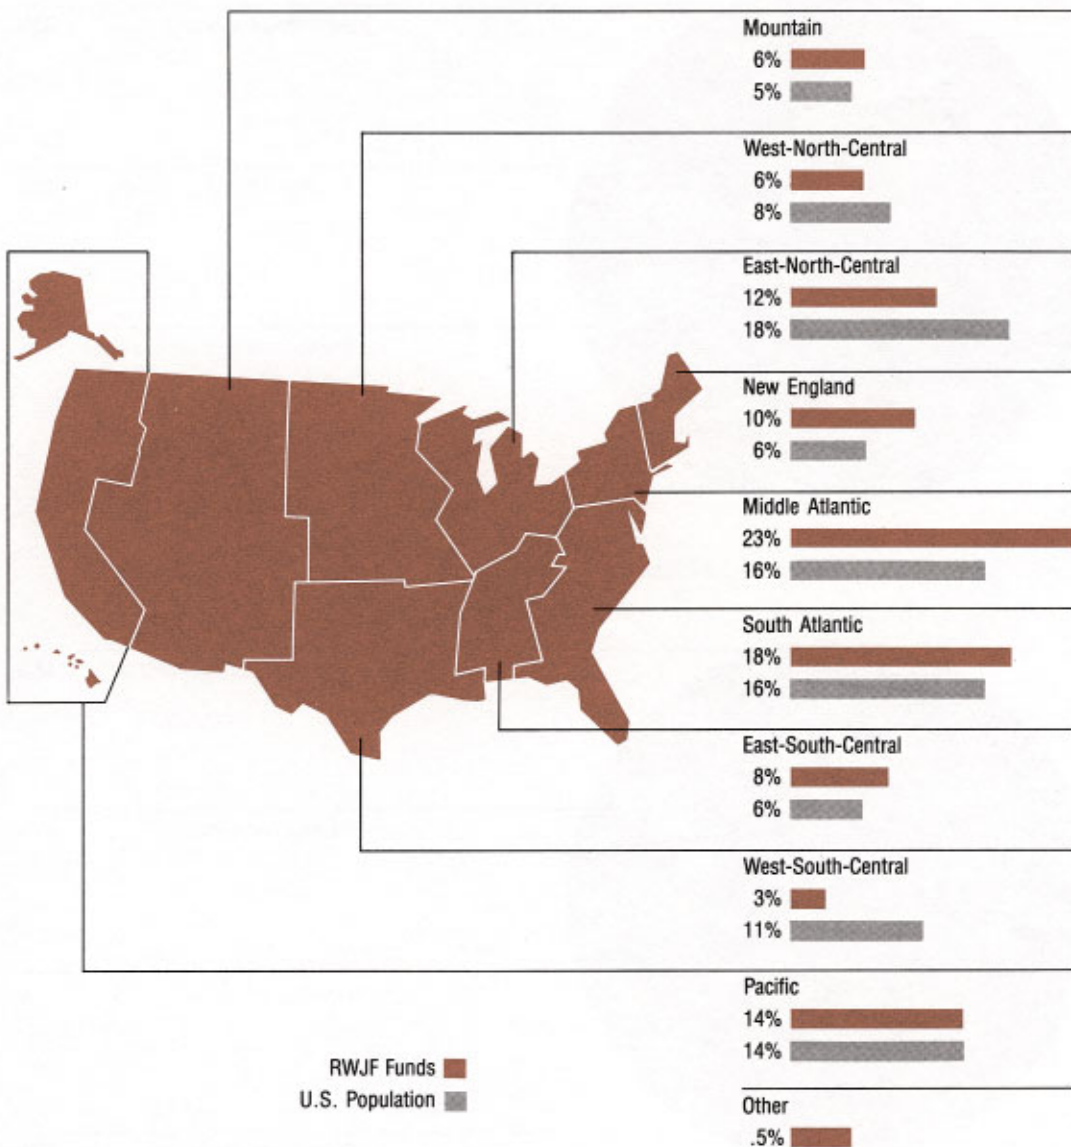 Mountain
6%
5%
West-North-Central
6%
8%
East-North-Central
12%
18%
New England
10%
6%
Middle Atlantic
23%
16%
South Atlantic
18%
16%
East-South-Central
8%
6%
West-South-Central
3%
11%
Pacific
14%
14%
Other
.5%
RWJF Funds
U.S. Population